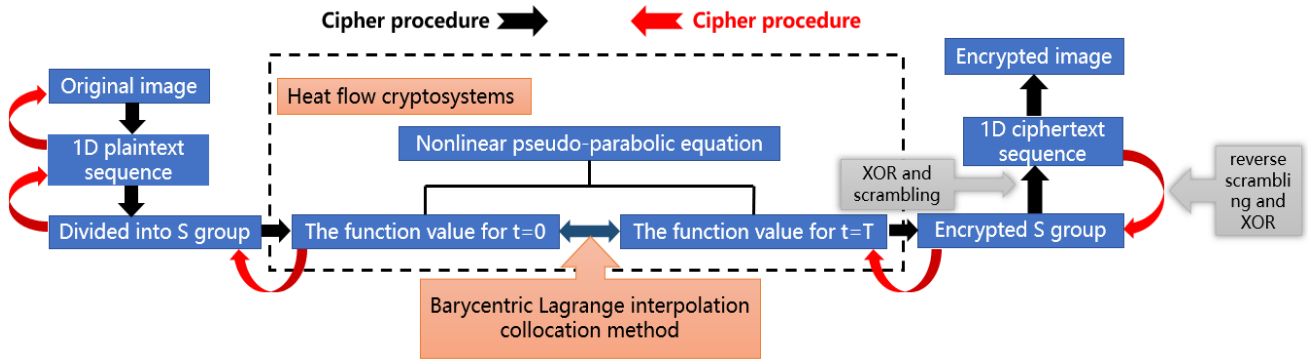 Cipher procedure
Cipher procedure
Original image
Heat flow cryptosystems
Encrypted image
1D plaintext
sequence
Nonlinear pseudo-parabolic equation
1D ciphertext
sequence
XOR and
scrambling
reverse
scrambli
ng and
XOR
Divided into S group
The function value for t=0
The function value for t=T
Encrypted S group
Barycentric Lagrange interpolation
collocation method